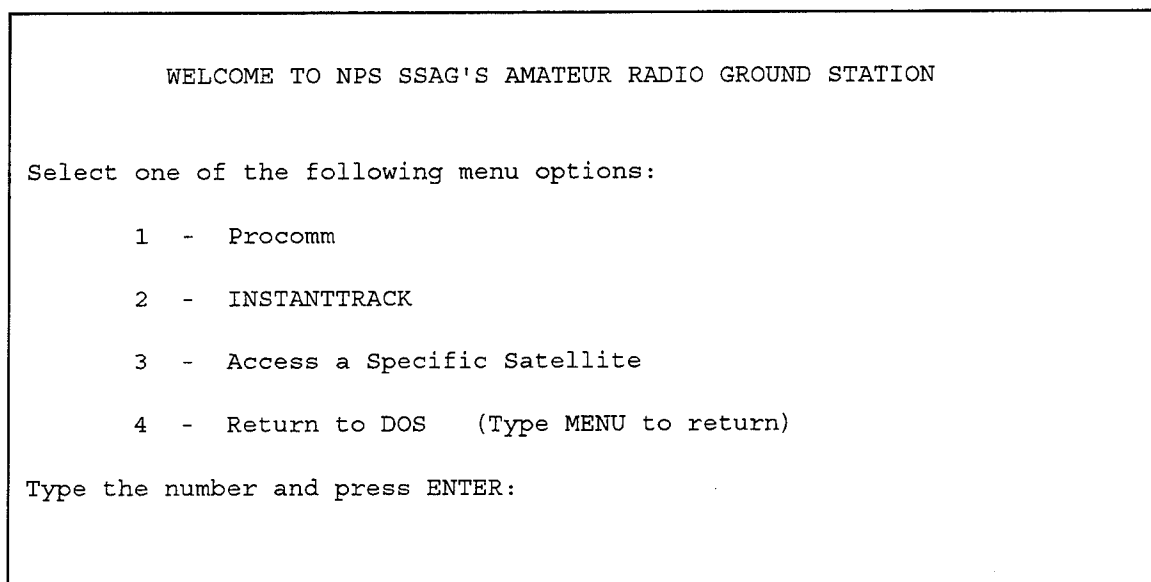 WELCOME TO NPS SSAG'S AMATEUR RADIO GROUND STATION
Select one of the following menu options:
1 - Procomm
2 - INSTANTTRACK
3 - Access a Specific Satellite
4 - Return to DOS (Type MENU to return)
Type the number and press ENTER: